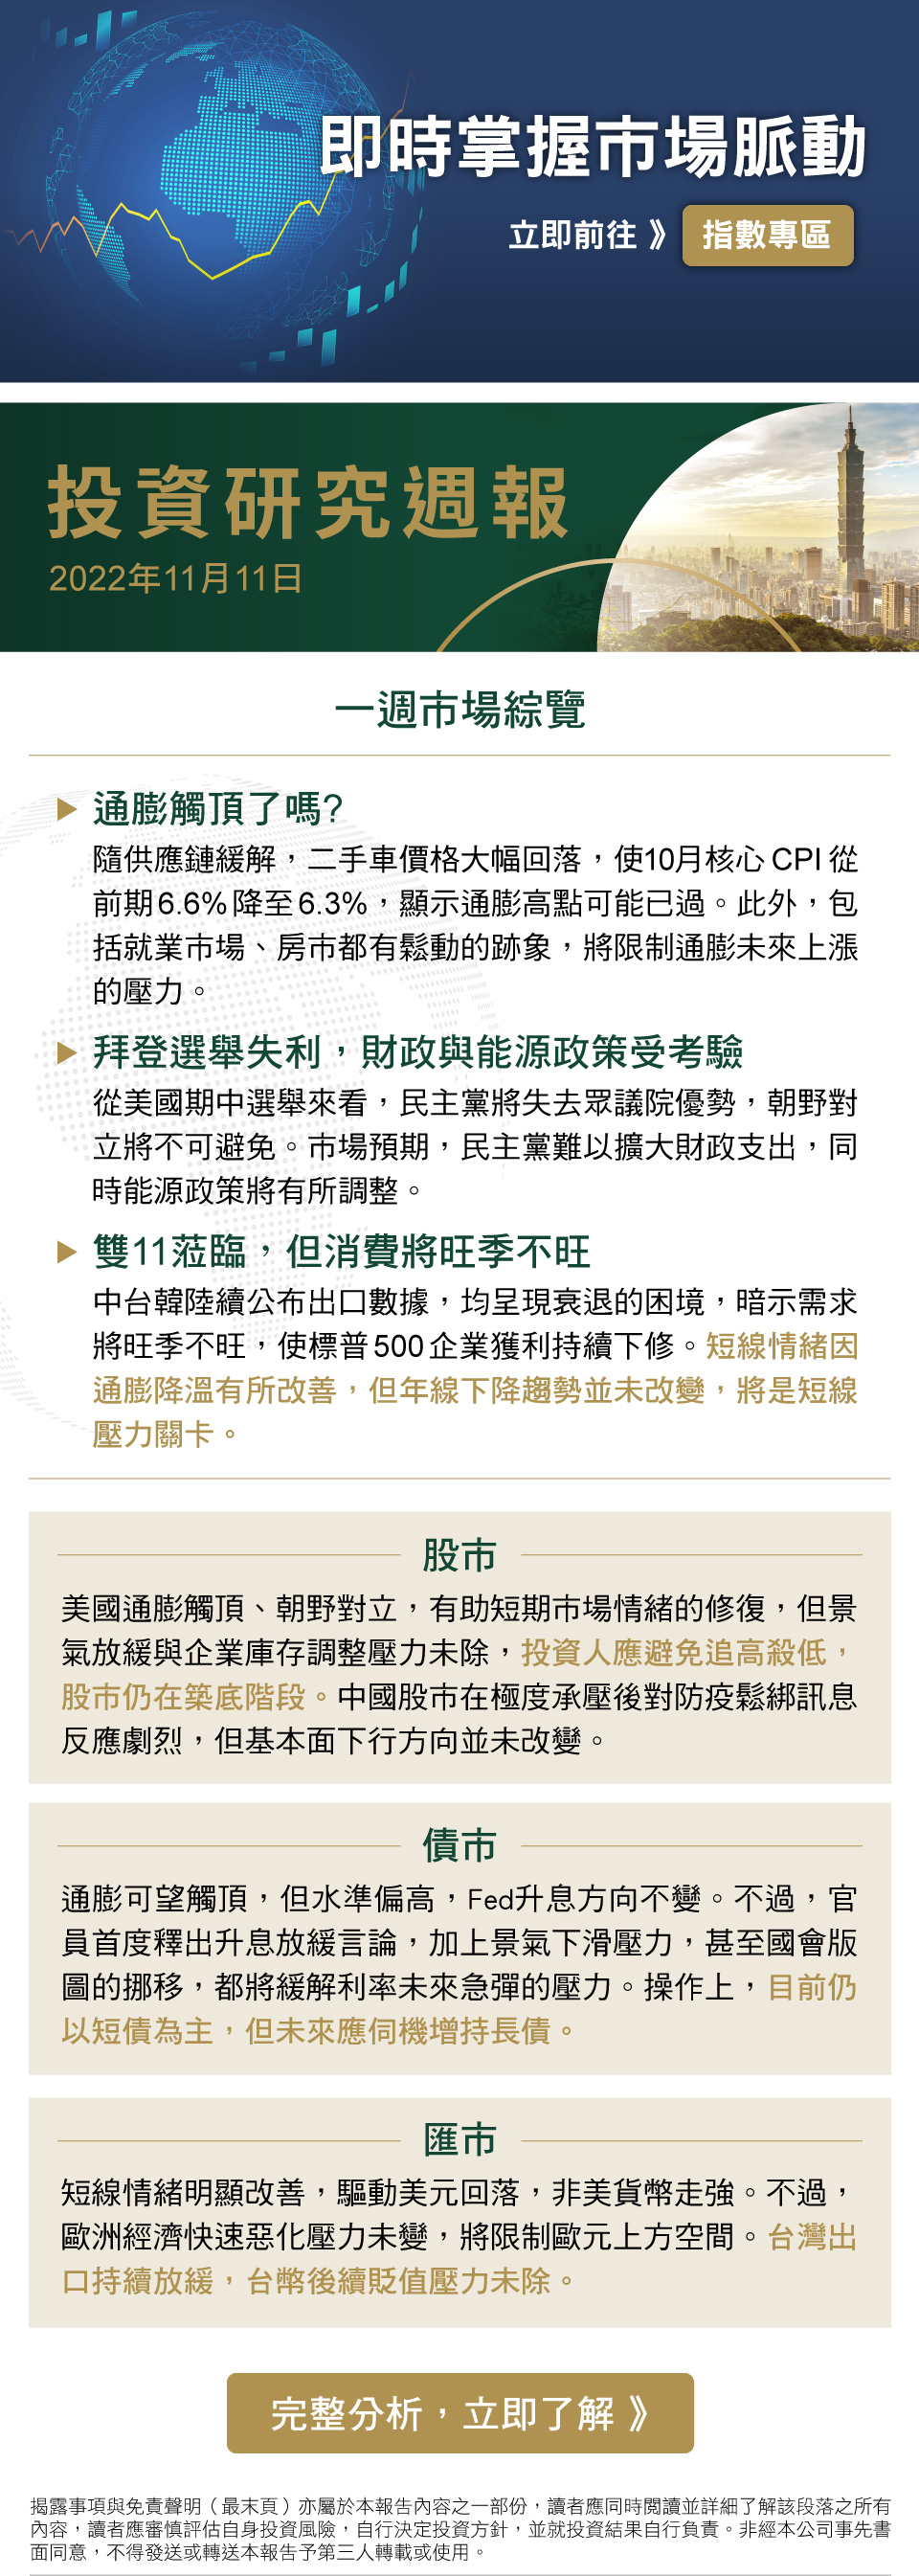 即時掌握市場脈動
立即前往 》 指數專區
投資研究週報
2022年11月11日
一週市場綜覽
通膨觸頂了嗎?
隨供應鏈緩解，二手車價格大幅回落，使10月核心 CPI 從
前期 6.6% 降至 6.3%，顯示通膨高點可能已過。此外，包
括就業市場、房市都有鬆動的跡象，將限制通膨未來上漲
的壓力。
拜登選舉失利，財政與能源政策受考驗
從美國期中選舉來看，民主黨將失去眾議院優勢，朝野對
立將不可避免。市場預期，民主黨難以擴大財政支出，同
時能源政策將有所調整。
雙11蒞臨，但消費將旺季不旺
中台韓陸續公布出口數據，均呈現衰退的困境，暗示需求
將旺季不旺，使標普 500 企業獲利持續下修。短線情緒因
通膨降溫有所改善，但年線下降趨勢並未改變，將是短線
壓力關卡。
股市
美國通膨觸頂、朝野對立，有助短期市場情緒的修復，但景
氣放緩與企業庫存調整壓力未除，投資人應避免追高殺低，
股市仍在築底階段。中國股市在極度承壓後對防疫鬆綁訊息
反應劇烈，但基本面下行方向並未改變。
債市
通膨可望觸頂，但水準偏高，Fed升息方向不變。不過，官
員首度釋出升息放緩言論，加上景氣下滑壓力，甚至國會版
圖的挪移，都將緩解利率未來急彈的壓力。操作上，目前仍
以短債為主，但未來應伺機增持長債。
匯市
短線情緒明顯改善，驅動美元回落，非美貨幣走強。不過，
歐洲經濟快速惡化壓力未變，將限制歐元上方空間。台灣出
口持續放緩，台幣後續貶值壓力未除。
完整分析，立即了解 》
揭露事項與免責聲明（最末頁）亦屬於本報告內容之一部份，讀者應同時閱讀並詳細了解該段落之所有
內容，讀者應審慎評估自身投資風險，自行決定投資方針，並就投資結果自行負責。非經本公司事先書
面同意，不得發送或轉送本報告予第三人轉載或使用。